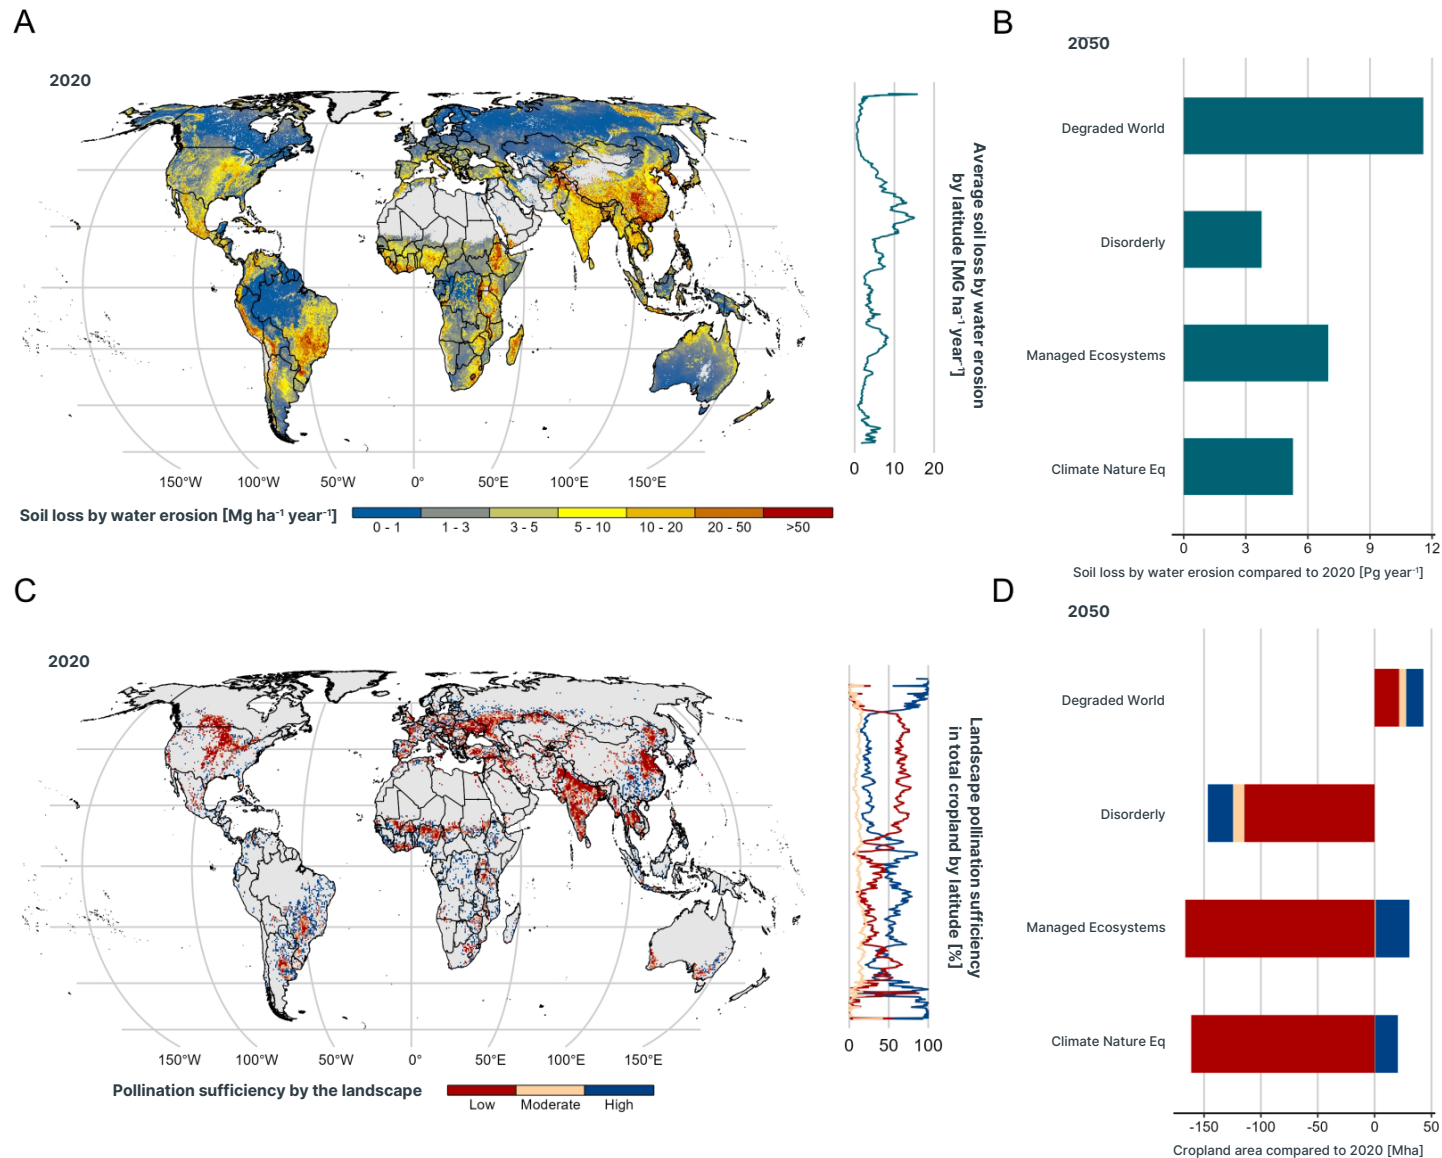 A
2020
150°W 100°W 50°W 0° 50°E 100°E 150°E
Soil loss by water erosion [Mg ha⁻¹ year⁻¹]
0 - 1 1 - 3 3 - 5 5 - 10 10 - 20 20 - 50 >50
0 10 20
Average soil loss by water erosion
by latitude [MG ha⁻¹ year⁻¹]
B
2050
Degraded World
Disorderly
Managed Ecosystems
Climate Nature Eq
0 3 6 9 12
Soil loss by water erosion compared to 2020 [Pg year⁻¹]
C
2020
150°W 100°W 50°W 0° 50°E 100°E 150°E
Pollination sufficiency by the landscape
Low Moderate High
0 50 100
Landscape pollination sufficiency
in total cropland by latitude [%]
D
2050
Degraded World
Disorderly
Managed Ecosystems
Climate Nature Eq
-150 -100 -50 0 50
Cropland area compared to 2020 [Mha]